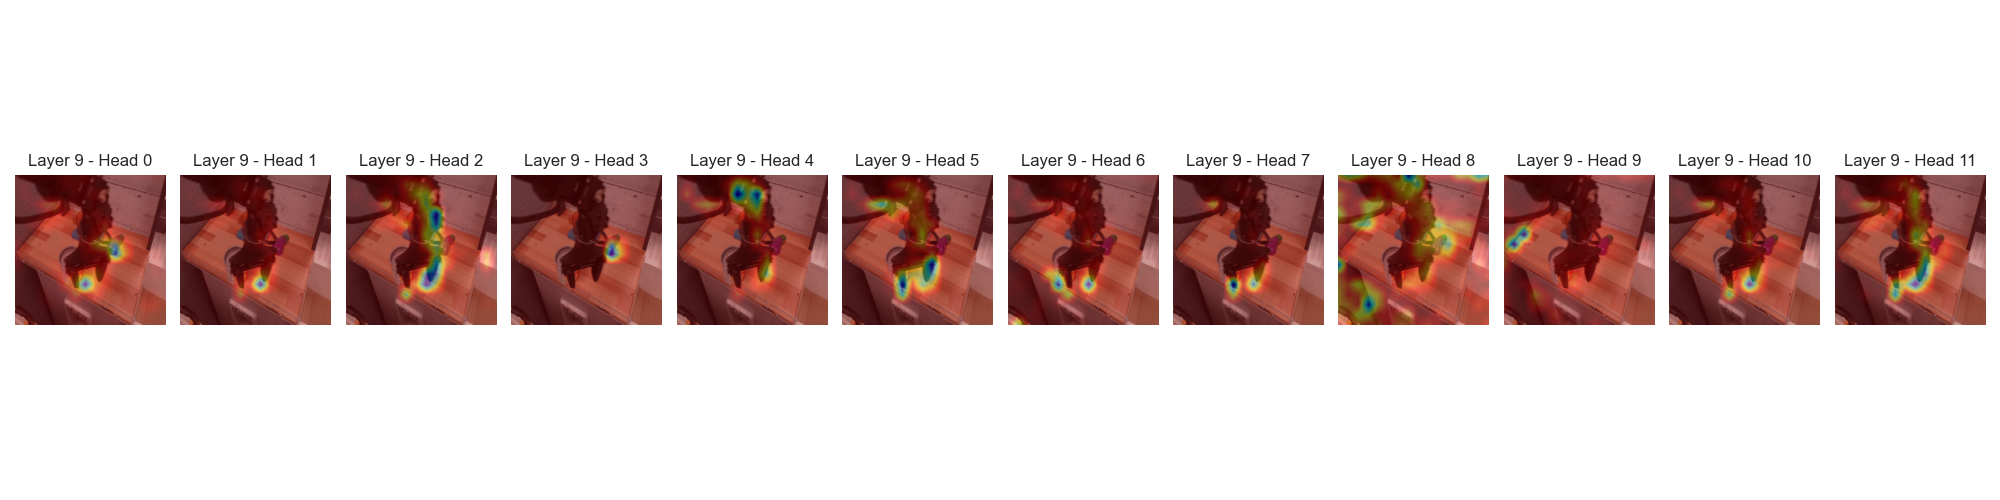 Layer 9 - Head 0
Layer 9 - Head 1
Layer 9 - Head 2
Layer 9 - Head 3
Layer 9 - Head 4
Layer 9 - Head 5
Layer 9 - Head 6
Layer 9 - Head 7
Layer 9 - Head 8
Layer 9 - Head 9
Layer 9 - Head 10
Layer 9 - Head 11